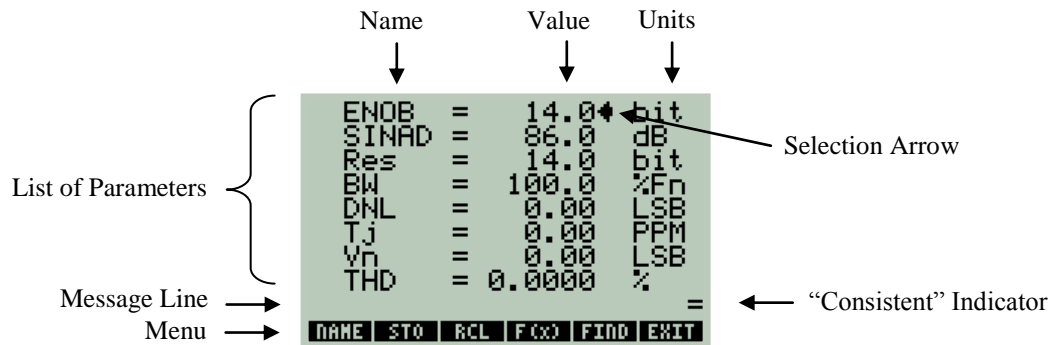 Name Value Units
ENOB = 14.0 bit
SINAD = 86.0 dB
Res = 14.0 bit
BW = 100.0 %Fn
DNL = 0.00 LSB
Tj = 0.00 PPM
Vn = 0.00 LSB
THD = 0.0000 %
=
NAME STO RCL F(x) FIND EXIT
Selection Arrow
List of Parameters
Message Line
“Consistent” Indicator
Menu